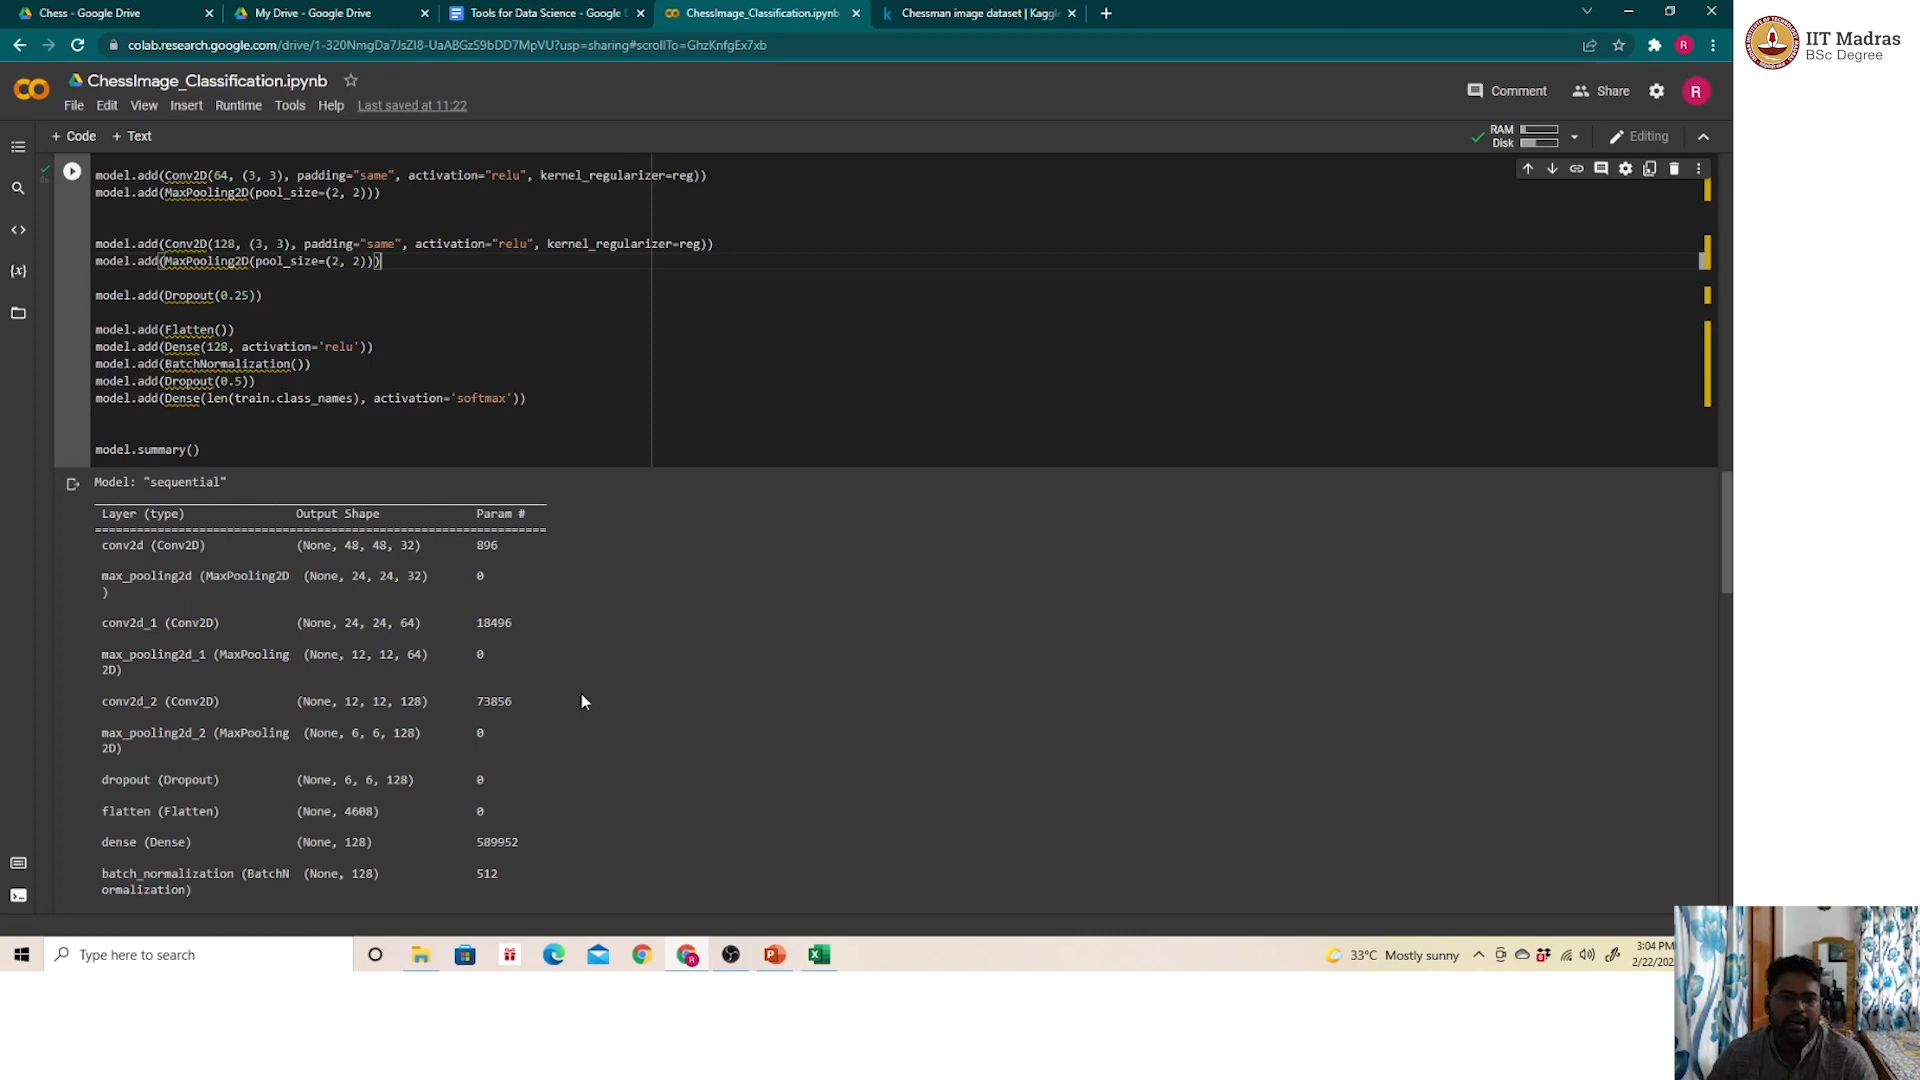 Chess - Google Drive
My Drive - Google Drive
Tools for Data Science - Google D
ChessImage_Classification.ipynb
Chessman image dataset | Kaggle
colab.research.google.com/drive/1-320NmgDa7JsZI8-UaABGzS9bDD7MpVU?usp=sharing#scrollTo=GhzKnfgEx7xb
R
IIT Madras
BSc Degree
ChessImage_Classification.ipynb
File Edit View Insert Runtime Tools Help Last saved at 11:22
Comment Share R
+ Code + Text
RAM
Disk
Editing
model.add(Conv2D(64, (3, 3), padding="same", activation="relu", kernel_regularizer=reg))
model.add(MaxPooling2D(pool_size=(2, 2)))
model.add(Conv2D(128, (3, 3), padding="same", activation="relu", kernel_regularizer=reg))
model.add(MaxPooling2D(pool_size=(2, 2)))
model.add(Dropout(0.25))
model.add(Flatten())
model.add(Dense(128, activation='relu'))
model.add(BatchNormalization())
model.add(Dropout(0.5))
model.add(Dense(len(train.class_names), activation='softmax'))
model.summary()
Model: "sequential"
Layer (type) Output Shape Param #
=================================================================
conv2d (Conv2D) (None, 48, 48, 32) 896
max_pooling2d (MaxPooling2D (None, 24, 24, 32) 0
)
conv2d_1 (Conv2D) (None, 24, 24, 64) 18496
max_pooling2d_1 (MaxPooling (None, 12, 12, 64) 0
2D)
conv2d_2 (Conv2D) (None, 12, 12, 128) 73856
max_pooling2d_2 (MaxPooling (None, 6, 6, 128) 0
2D)
dropout (Dropout) (None, 6, 6, 128) 0
flatten (Flatten) (None, 4608) 0
dense (Dense) (None, 128) 589952
batch_normalization (BatchN (None, 128) 512
ormalization)
Type here to search
33°C Mostly sunny
3:04 PM
2/22/202